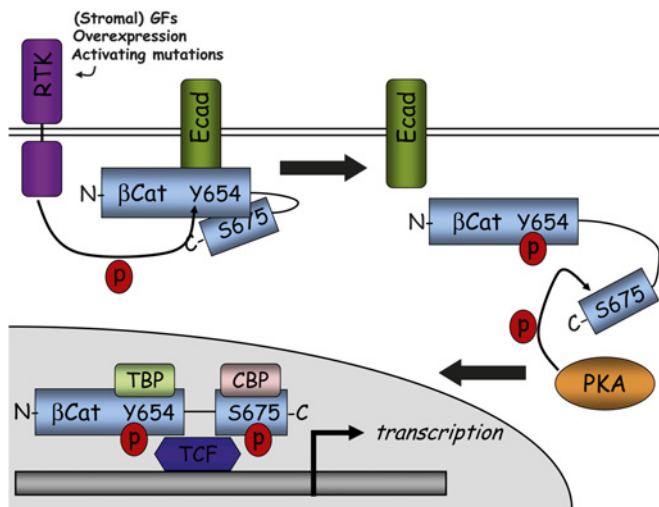 (Stromal) GFs
Overexpression
Activating mutations
RTK
Ecad
Ecad
N- βCat Y654
C- S675
P
N- βCat Y654
P
C- S675
P
PKA
TBP
CBP
N- βCat Y654
S675 -C
P
P
TCF
transcription